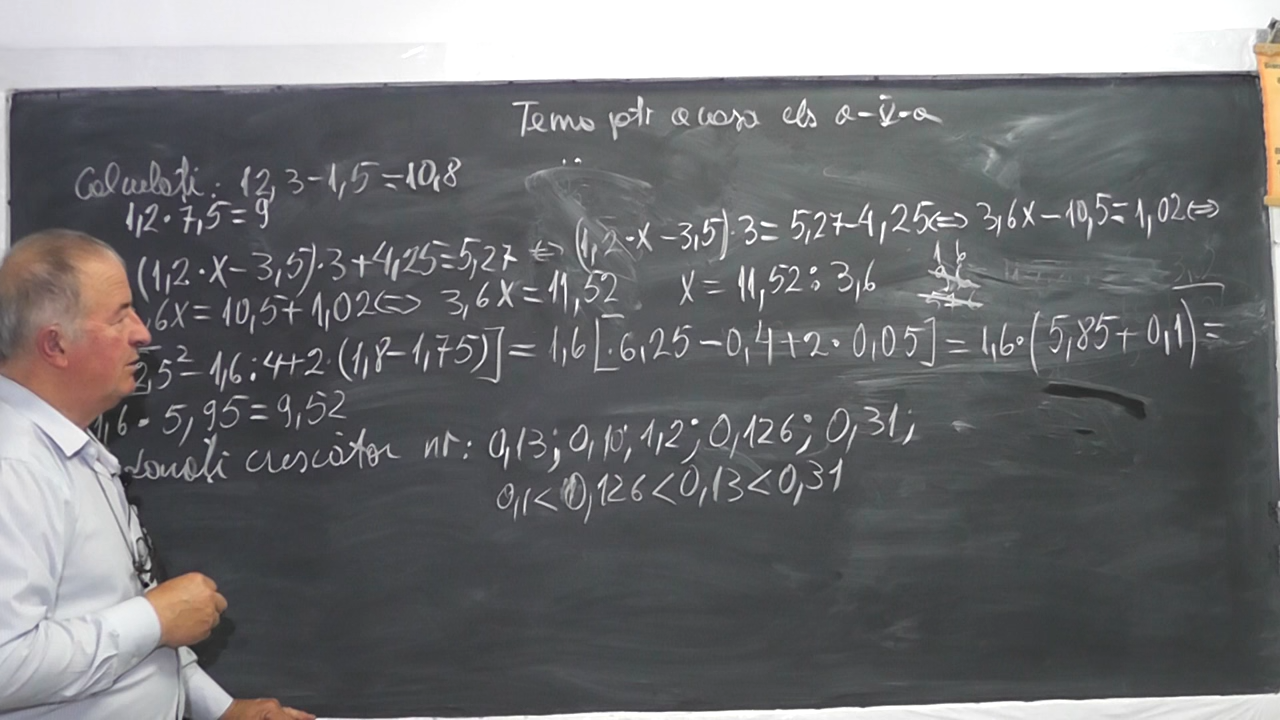 Tema ptr acasa cls a-V-a
Calculați: 12,3-1,5=10,8
1,2·7,5=9
(1,2·x-3,5)·3+4,25=5,27 ⇔ (1,2·x-3,5)·3=5,27-4,25⇔ 3,6x-10,5=1,02⇔
,6x=10,5+1,02⇔ 3,6x=11,52 x=11,52:3,6
2,5²-1,6:4+2·(1,8-1,75)]=1,6[·6,25-0,4+2·0,05]=1,6·(5,85+0,1)=
1,6·5,95=9,52
donați crescător nr: 0,13; 0,10; 1,2; 0,126; 0,31;
0,1<0,126<0,13<0,31